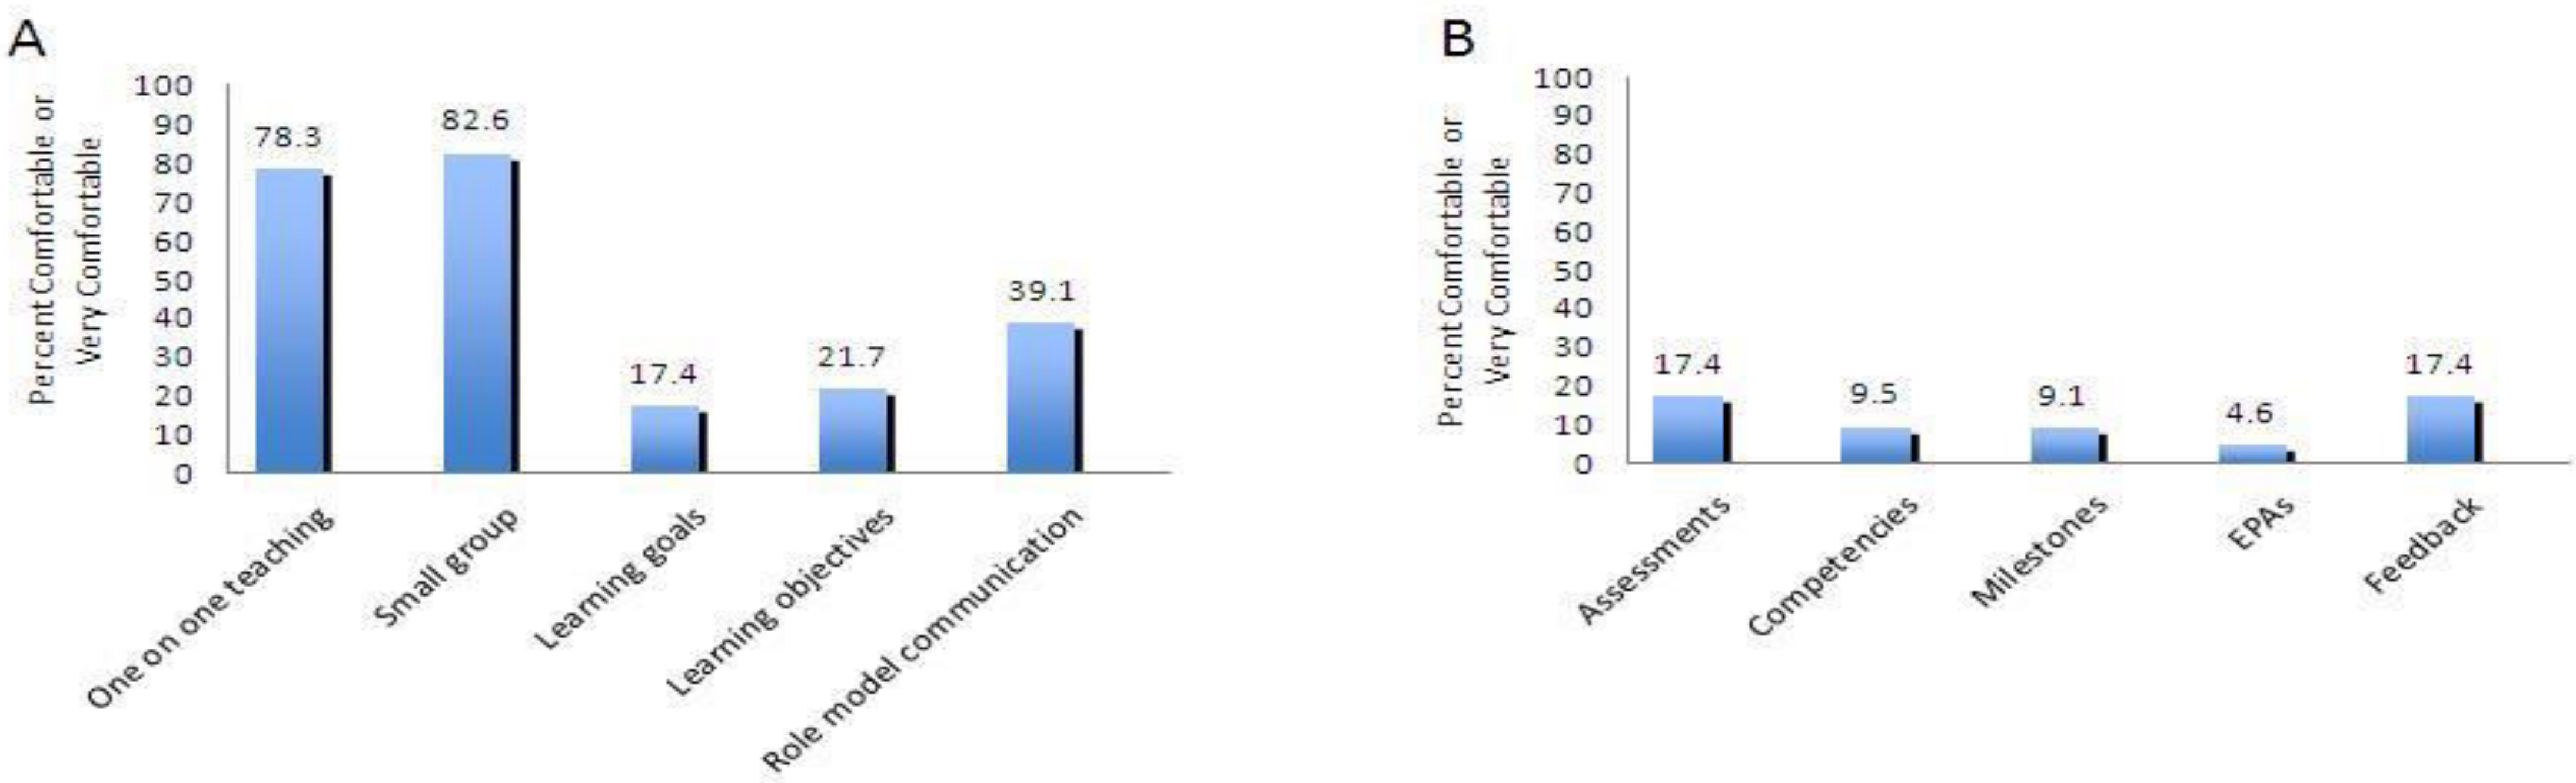 A
Percent Comfortable or
Very Comfortable
100
90
80
70
60
50
40
30
20
10
0
78.3
82.6
17.4
21.7
39.1
One on one teaching
Small group
Learning goals
Learning objectives
Role model communication
B
Percent Comfortable or
Very Comfortable
100
90
80
70
60
50
40
30
20
10
0
17.4
9.5
9.1
4.6
17.4
Assessments
Competencies
Milestones
EPAs
Feedback